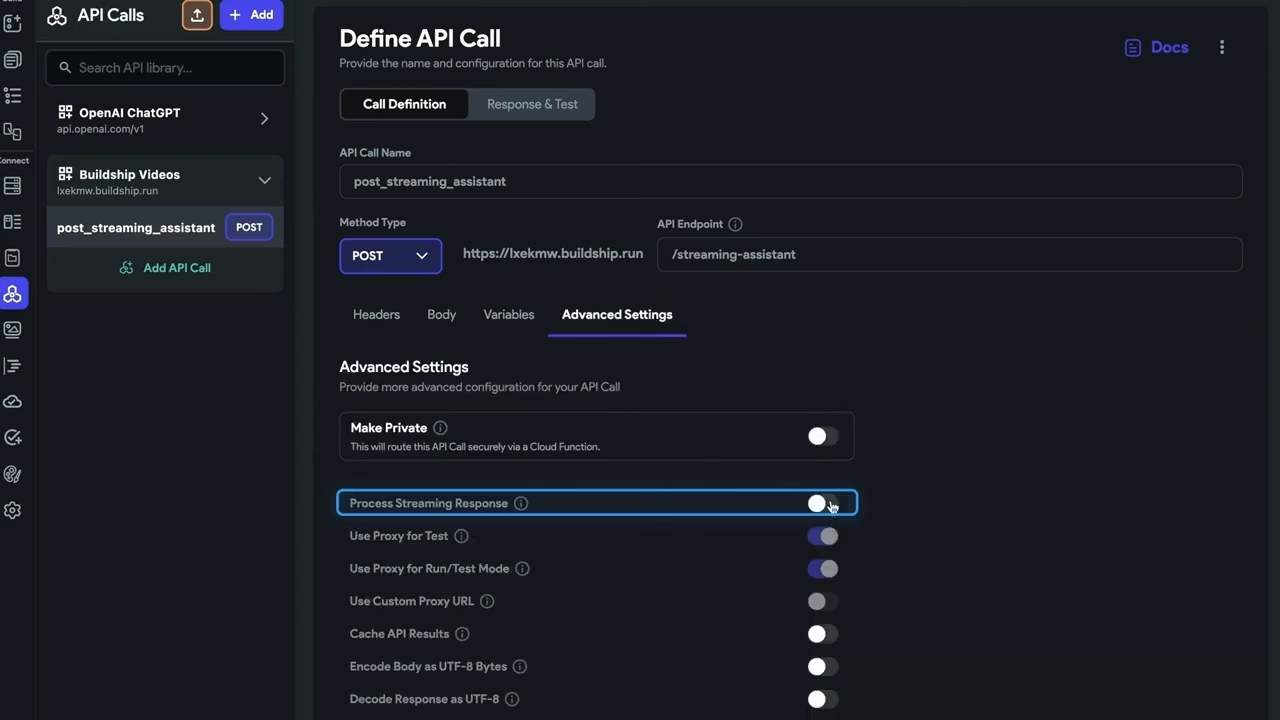 API Calls
+ Add
Search API library...
OpenAI ChatGPT
api.openai.com/v1
Connect
Buildship Videos
lxekmw.buildship.run
post_streaming_assistant POST
Add API Call
Define API Call
Provide the name and configuration for this API call.
Docs
Call Definition
Response & Test
API Call Name
post_streaming_assistant
Method Type
API Endpoint
POST
https://lxekmw.buildship.run
/streaming-assistant
Headers
Body
Variables
Advanced Settings
Advanced Settings
Provide more advanced configuration for your API Call
Make Private
This will route this API Call securely via a Cloud Function.
Process Streaming Response
Use Proxy for Test
Use Proxy for Run/Test Mode
Use Custom Proxy URL
Cache API Results
Encode Body as UTF-8 Bytes
Decode Response as UTF-8